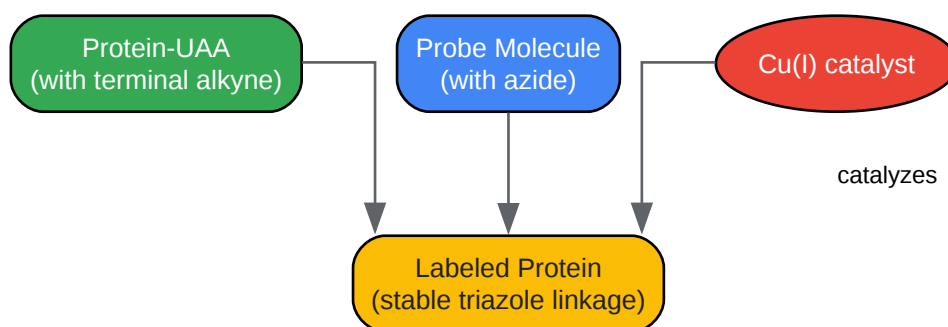 Protein-UAA
(with terminal alkyne)
Probe Molecule
(with azide)
Cu(I) catalyst
catalyzes
Labeled Protein
(stable triazole linkage)